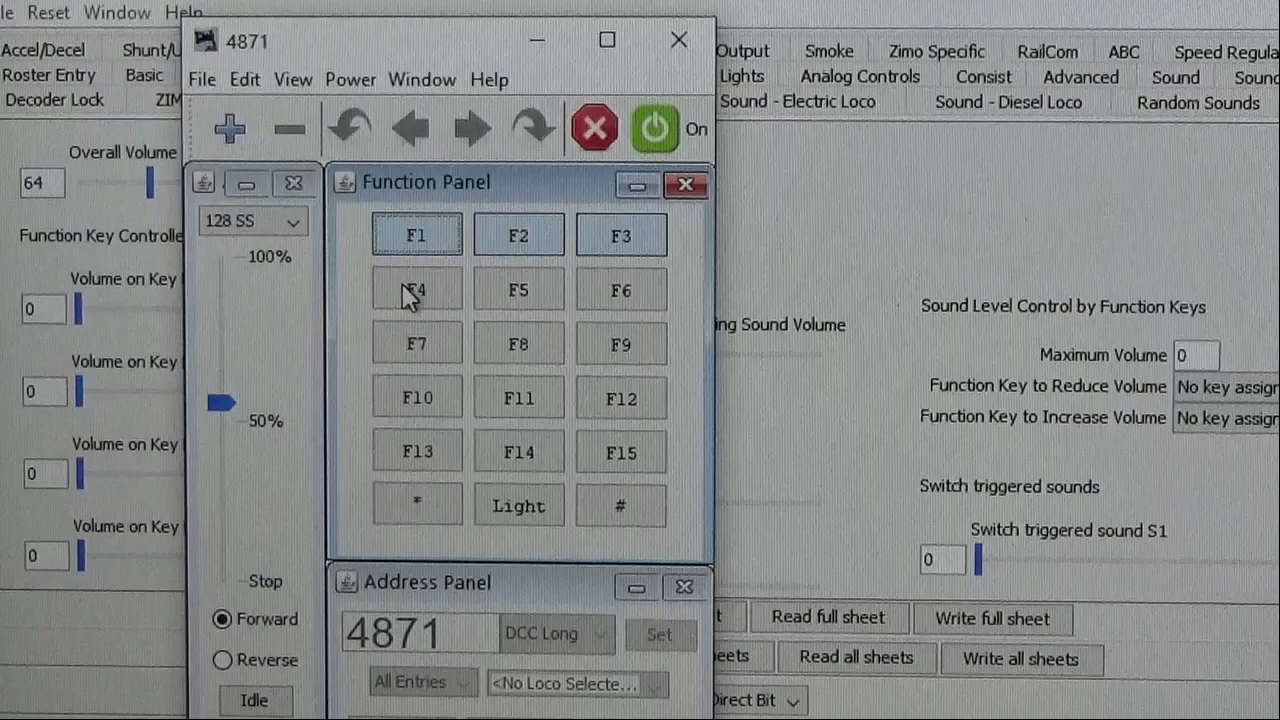 le Reset Window Help
4871
File Edit View Power Window Help
On
Accel/Decel Shunt/U
Roster Entry Basic
Decoder Lock ZIM
Output Smoke Zimo Specific RailCom ABC Speed Regula
Lights Analog Controls Consist Advanced Sound Sound
Sound - Electric Loco Sound - Diesel Loco Random Sounds
Overall Volume
64
Function Key Controlle
Volume on Key
0
Volume on Key
0
Volume on Key
0
Volume on Key
0
128 SS
100%
50%
Stop
Forward
Reverse
Idle
Function Panel
F1 F2 F3
F4 F5 F6
F7 F8 F9
F10 F11 F12
F13 F14 F15
* Light #
Address Panel
4871 DCC Long Set
All Entries <No Loco Selecte...
ing Sound Volume
Sound Level Control by Function Keys
Maximum Volume 0
Function Key to Reduce Volume No key assign
Function Key to Increase Volume No key assign
Switch triggered sounds
Switch triggered sound S1
0
t Read full sheet Write full sheet
eets Read all sheets Write all sheets
Direct Bit